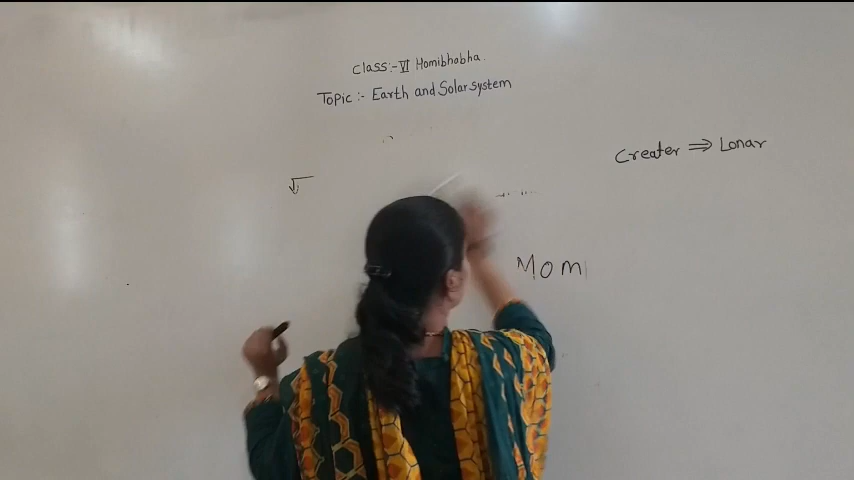 Class:- VI Homibhabha.
Topic :- Earth and Solar system
Creater ⇒ Lonar
Mom